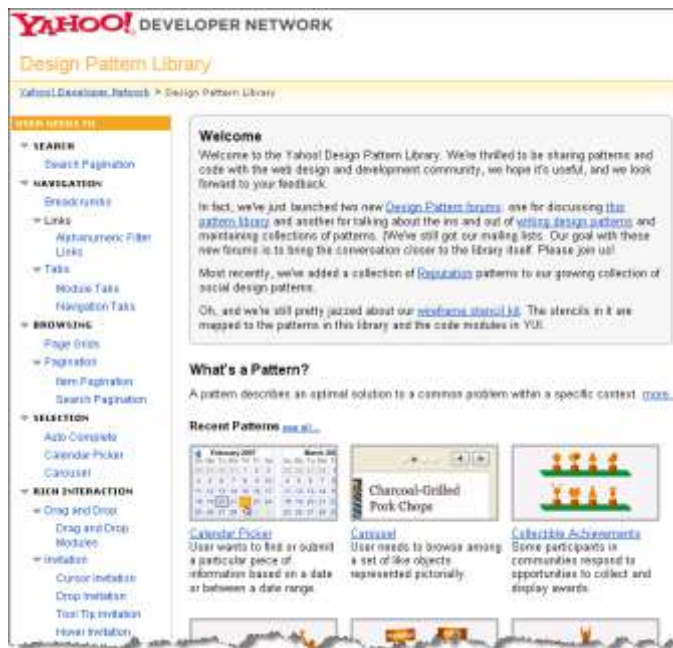 YAHOO! DEVELOPER NETWORK
Design Pattern Library
Yahoo! Developer Network > Design Pattern Library
USER NEEDS TO
SEARCH
Search Pagination
NAVIGATION
Breadcrumbs
Links
Alphanumeric Filter
Links
Tabs
Module Tabs
Navigation Tabs
BROWSING
Page Grids
Pagination
Item Pagination
Search Pagination
SELECTION
Auto Complete
Calendar Picker
Carousel
RICH INTERACTION
Drag and Drop
Drag and Drop
Modules
Invitation
Cursor Invitation
Drop Invitation
Tool Tip Invitation
Hover Invitation
Welcome
Welcome to the Yahoo! Design Pattern Library. We're thrilled to be sharing patterns and
code with the web design and development community, we hope it's useful, and we look
forward to your feedback.
In fact, we've just launched two new Design Pattern forums: one for discussing this
pattern library and another for talking about the ins and out of writing design patterns and
maintaining collections of patterns. (We've still got our mailing lists. Our goal with these
new forums is to bring the conversation closer to the library itself. Please join us!
Most recently, we've added a collection of Reputation patterns to our growing collection of
social design patterns.
Oh, and we're still pretty jazzed about our wireframe stencil kit. The stencils in it are
mapped to the patterns in this library and the code modules in YUI.
What's a Pattern?
A pattern describes an optimal solution to a common problem within a specific context. more..
Recent Patterns see all...
February 2007
March 200
Charcoal-Grilled
Pork Chops
Calendar Picker
User wants to find or submit
a particular piece of
information based on a date
or between a date range.
Carousel
User needs to browse among
a set of like objects
represented pictorially.
Collectible Achievements
Some participants in
communities respond to
opportunities to collect and
display awards.